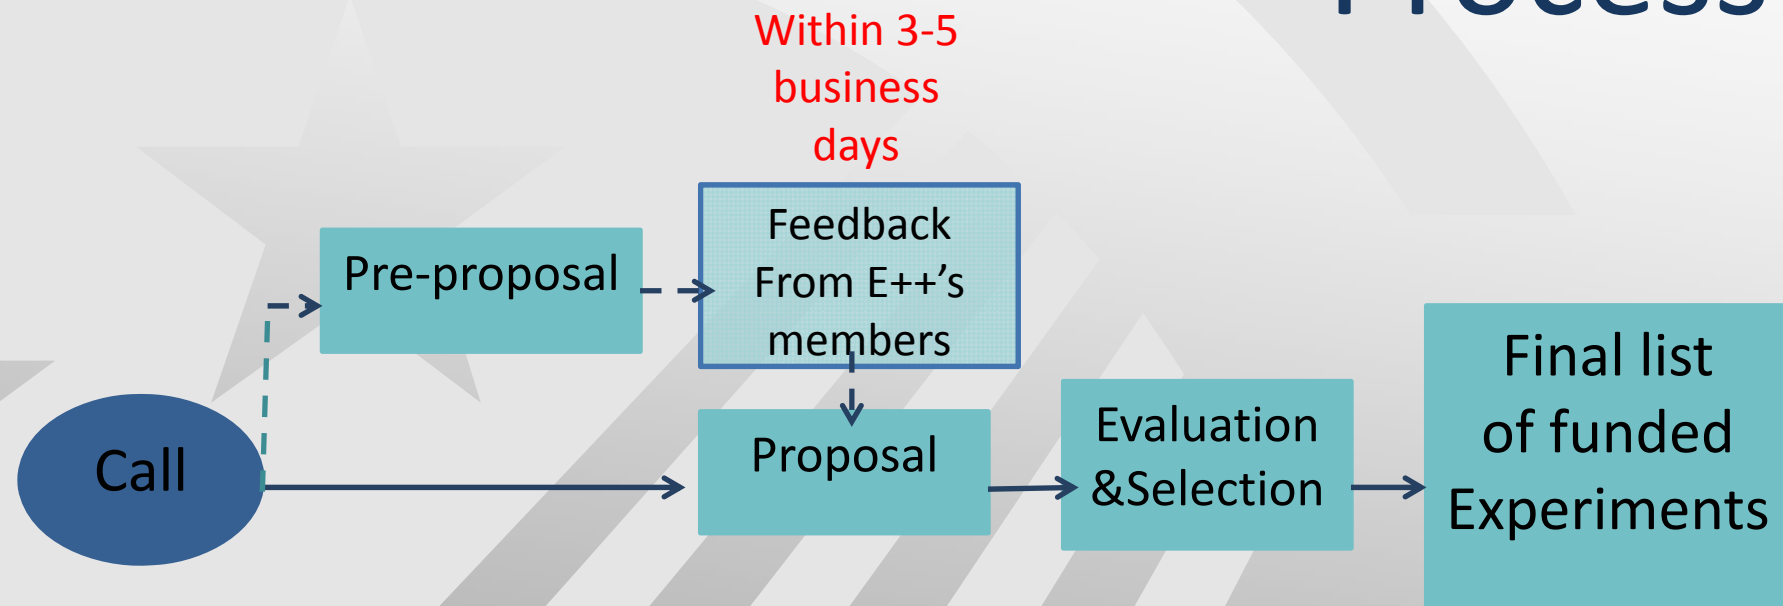 Process
Within 3-5
business
days
Feedback
From E++'s
members
Pre-proposal
Call
Proposal
Evaluation
&Selection
Final list
of funded
Experiments